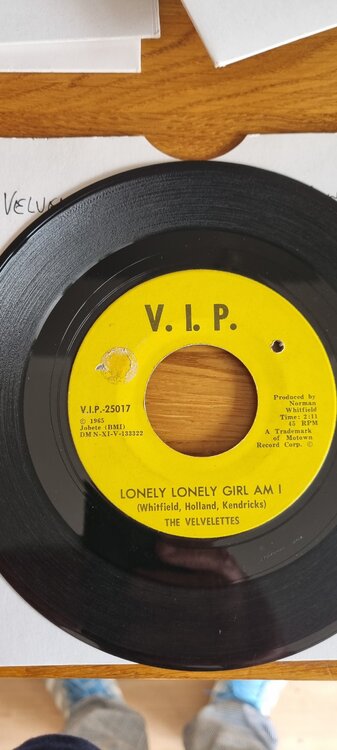 V. I. P.
V.I.P.-25017
© 1965
Jobete (BMI)
DM N-XI-V-133322
Produced by
Norman
Whitfield
Time: 2:11
45 RPM
A Trademark
of Motown
Record Corp. ©
LONELY LONELY GIRL AM I
(Whitfield, Holland, Kendricks)
THE VELVELETTES